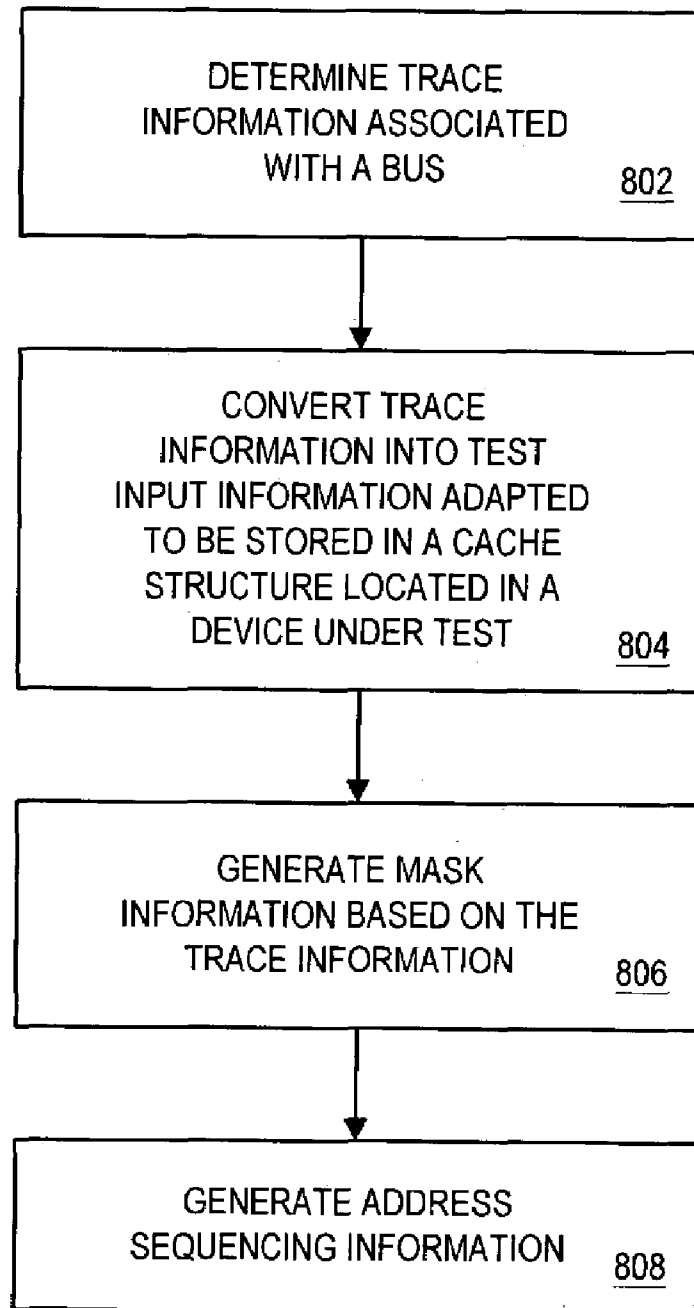 DETERMINE TRACE
INFORMATION ASSOCIATED
WITH A BUS
802
CONVERT TRACE
INFORMATION INTO TEST
INPUT INFORMATION ADAPTED
TO BE STORED IN A CACHE
STRUCTURE LOCATED IN A
DEVICE UNDER TEST
804
GENERATE MASK
INFORMATION BASED ON THE
TRACE INFORMATION
806
GENERATE ADDRESS
SEQUENCING INFORMATION
808